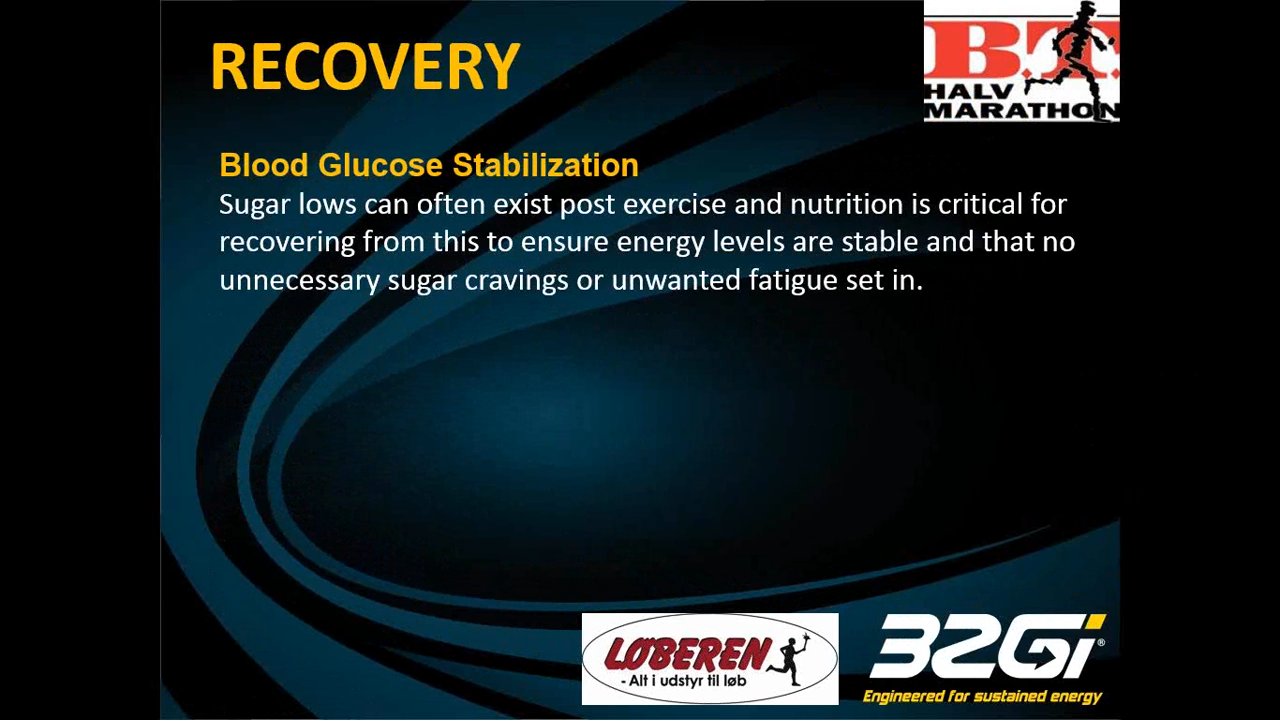 RECOVERY
B.T.
HALV
MARATHON
Blood Glucose Stabilization
Sugar lows can often exist post exercise and nutrition is critical for
recovering from this to ensure energy levels are stable and that no
unnecessary sugar cravings or unwanted fatigue set in.
LØBEREN
- Alt i udstyr til løb
32Gi®
Engineered for sustained energy